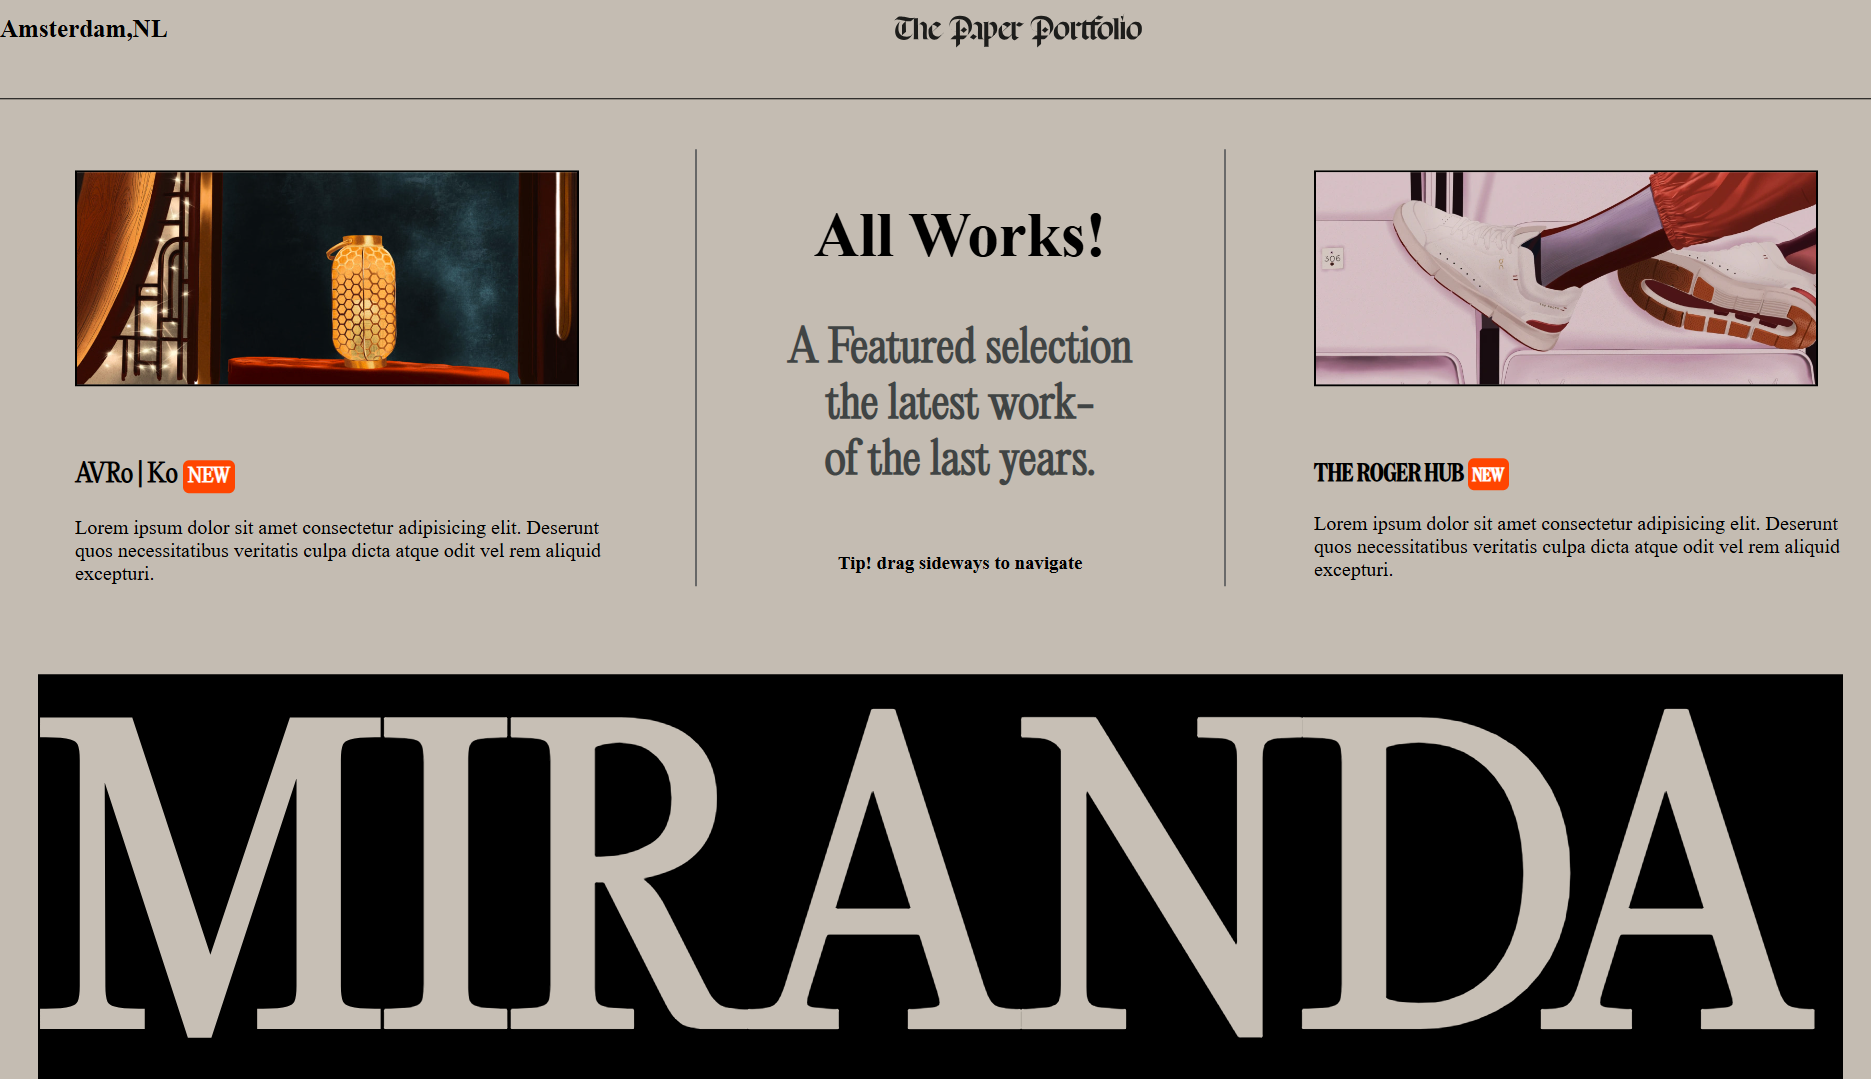 Amsterdam,NL
The Paper Portfolio
306
AVRo|Ko NEW
Lorem ipsum dolor sit amet consectetur adipisicing elit. Deserunt
quos necessitatibus veritatis culpa dicta atque odit vel rem aliquid
excepturi.
All Works!
A Featured selection
the latest work-
of the last years.
Tip! drag sideways to navigate
THE ROGER HUB NEW
Lorem ipsum dolor sit amet consectetur adipisicing elit. Deserunt
quos necessitatibus veritatis culpa dicta atque odit vel rem aliquid
excepturi.
MIRANDA